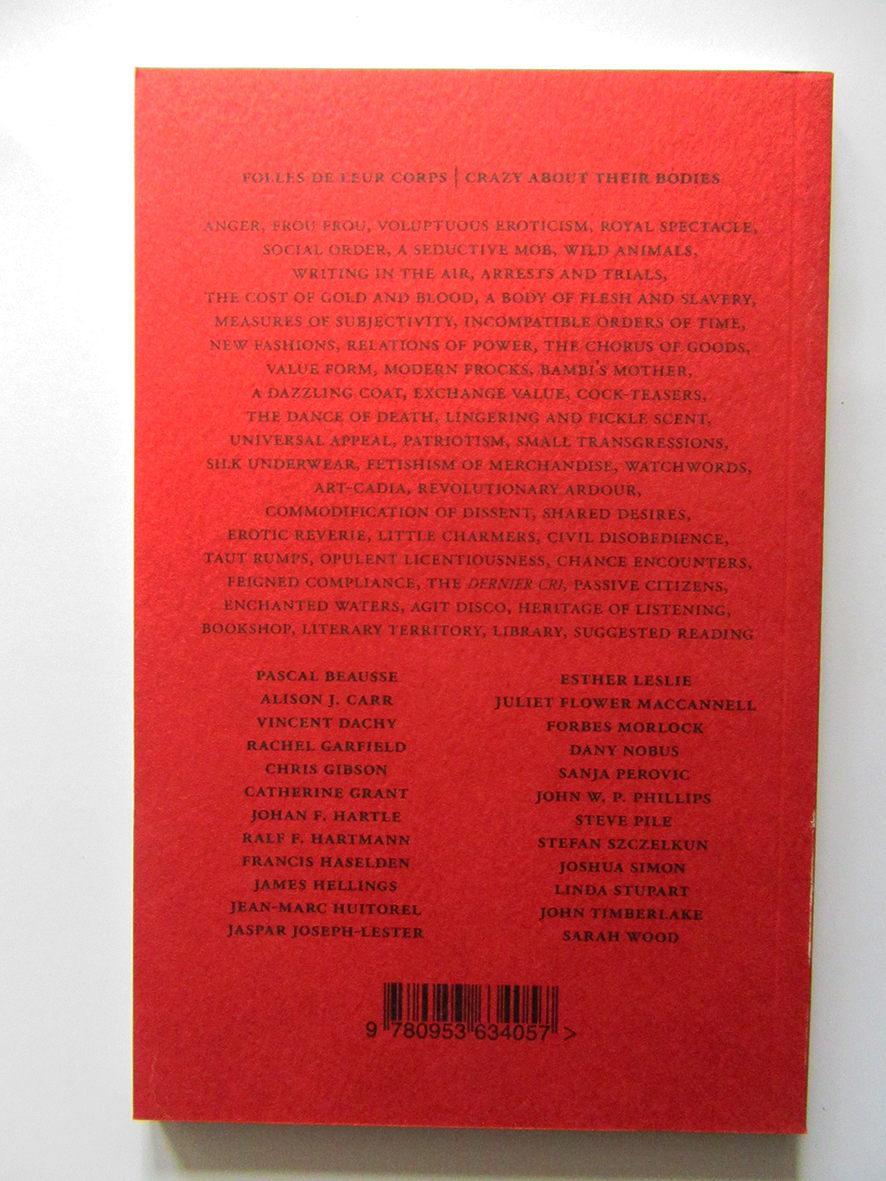 FOLLES DE LEUR CORPS | CRAZY ABOUT THEIR BODIES
ANGER, FROU FROU, VOLUPTUOUS EROTICISM, ROYAL SPECTACLE,
SOCIAL ORDER, A SEDUCTIVE MOB, WILD ANIMALS,
WRITING IN THE AIR, ARRESTS AND TRIALS,
THE COST OF GOLD AND BLOOD, A BODY OF FLESH AND SLAVERY,
MEASURES OF SUBJECTIVITY, INCOMPATIBLE ORDERS OF TIME,
NEW FASHIONS, RELATIONS OF POWER, THE CHORUS OF GOODS,
VALUE FORM, MODERN FROCKS, BAMBI'S MOTHER,
A DAZZLING COAT, EXCHANGE VALUE, COCK-TEASERS,
THE DANCE OF DEATH, LINGERING AND FICKLE SCENT,
UNIVERSAL APPEAL, PATRIOTISM, SMALL TRANSGRESSIONS,
SILK UNDERWEAR, FETISHISM OF MERCHANDISE, WATCHWORDS,
ART-CADIA, REVOLUTIONARY ARDOUR,
COMMODIFICATION OF DISSENT, SHARED DESIRES,
EROTIC REVERIE, LITTLE CHARMERS, CIVIL DISOBEDIENCE,
TAUT RUMPS, OPULENT LICENTIOUSNESS, CHANCE ENCOUNTERS,
FEIGNED COMPLIANCE, THE DERNIER CRI, PASSIVE CITIZENS,
ENCHANTED WATERS, AGIT DISCO, HERITAGE OF LISTENING,
BOOKSHOP, LITERARY TERRITORY, LIBRARY, SUGGESTED READING
PASCAL BEAUSSE
ALISON J. CARR
VINCENT DACHY
RACHEL GARFIELD
CHRIS GIBSON
CATHERINE GRANT
JOHAN F. HARTLE
RALF F. HARTMANN
FRANCIS HASELDEN
JAMES HELLINGS
JEAN-MARC HUITOREL
JASPAR JOSEPH-LESTER
ESTHER LESLIE
JULIET FLOWER MACCANNELL
FORBES MORLOCK
DANY NOBUS
SANJA PEROVIC
JOHN W. P. PHILLIPS
STEVE PILE
STEFAN SZCZELKUN
JOSHUA SIMON
LINDA STUPART
JOHN TIMBERLAKE
SARAH WOOD
9 780953 634057 >